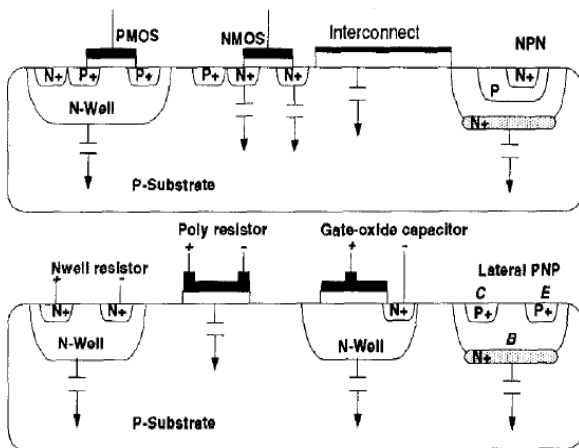 PMOS NMOS Interconnect NPN
N+ P+ P+ P+ N+ N+ N+
P
N-Well
N+
P-Substrate
Poly resistor Gate-oxide capacitor
+ - + -
Nwell resistor Lateral PNP
+ - C E
N+ N+ N+ P+ P+
B
N-Well N-Well N+
P-Substrate